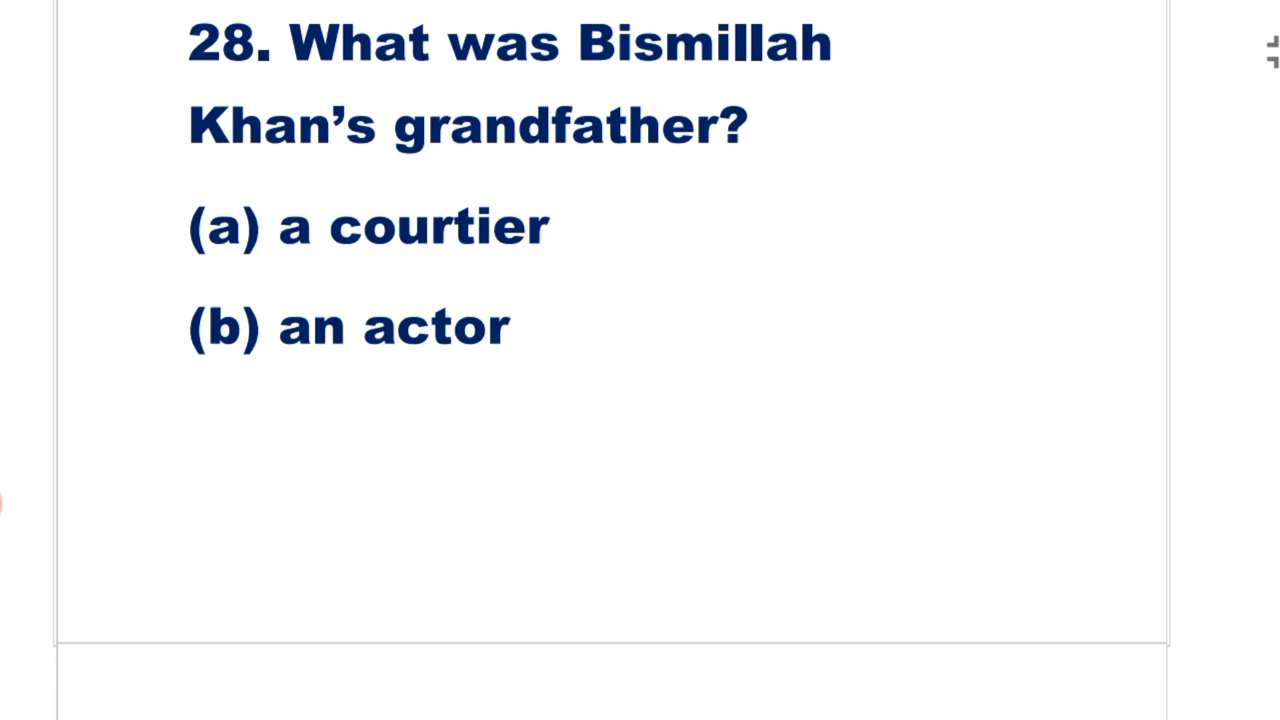 28. What was Bismillah
Khan’s grandfather?
(a) a courtier
(b) an actor